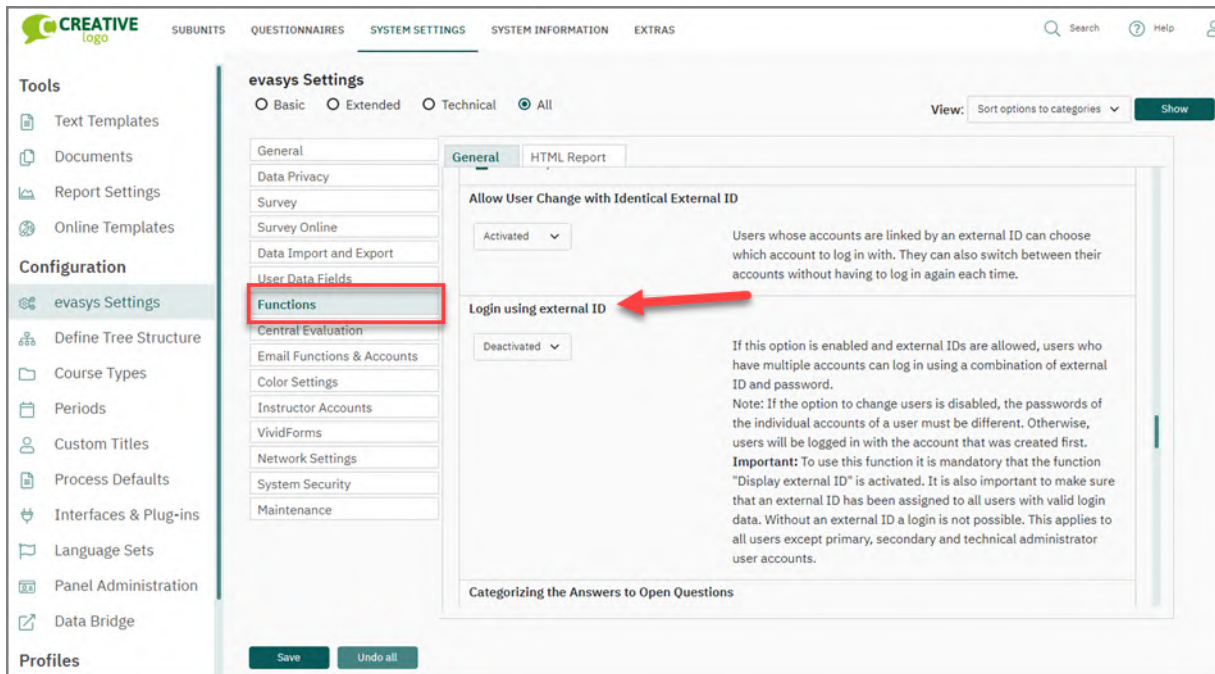 CREATIVE
logo
SUBUNITS
QUESTIONNAIRES
SYSTEM SETTINGS
SYSTEM INFORMATION
EXTRAS
Search
Help
Tools
Text Templates
Documents
Report Settings
Online Templates
Configuration
evasys Settings
Define Tree Structure
Course Types
Periods
Custom Titles
Process Defaults
Interfaces & Plug-ins
Language Sets
Panel Administration
Data Bridge
Profiles
evasys Settings
Basic
Extended
Technical
All
View:
Sort options to categories
Show
General
Data Privacy
Survey
Survey Online
Data Import and Export
User Data Fields
Functions
Central Evaluation
Email Functions & Accounts
Color Settings
Instructor Accounts
VividForms
Network Settings
System Security
Maintenance
General
HTML Report
Allow User Change with Identical External ID
Activated
Users whose accounts are linked by an external ID can choose
which account to log in with. They can also switch between their
accounts without having to log in again each time.
Login using external ID
Deactivated
If this option is enabled and external IDs are allowed, users who
have multiple accounts can log in using a combination of external
ID and password.
Note: If the option to change users is disabled, the passwords of
the individual accounts of a user must be different. Otherwise,
users will be logged in with the account that was created first.
Important: To use this function it is mandatory that the function
"Display external ID" is activated. It is also important to make sure
that an external ID has been assigned to all users with valid login
data. Without an external ID a login is not possible. This applies to
all users except primary, secondary and technical administrator
user accounts.
Categorizing the Answers to Open Questions
Save
Undo all